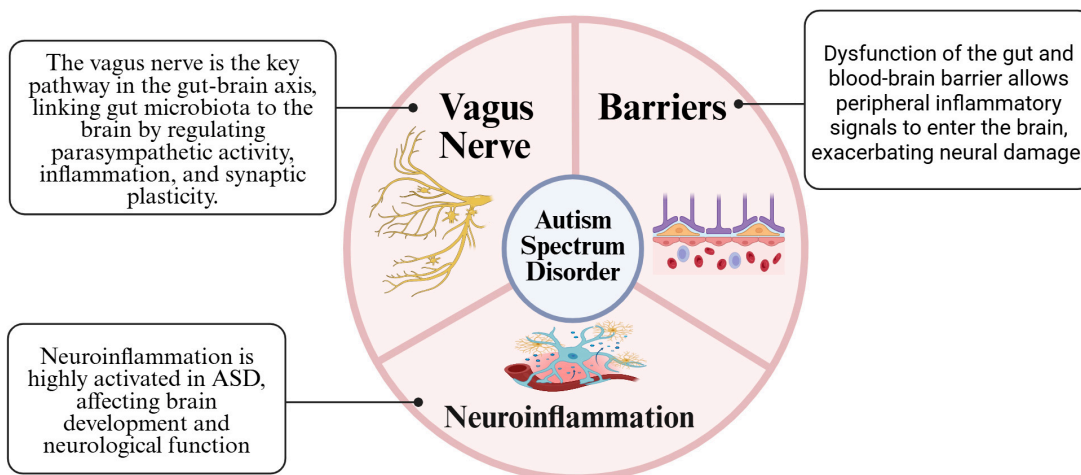 The vagus nerve is the key
pathway in the gut-brain axis,
linking gut microbiota to the
brain by regulating
parasympathetic activity,
inflammation, and synaptic
plasticity.
Vagus
Nerve
Barriers
Dysfunction of the gut and
blood-brain barrier allows
peripheral inflammatory
signals to enter the brain,
exacerbating neural damage
Autism
Spectrum
Disorder
Neuroinflammation is
highly activated in ASD,
affecting brain
development and
neurological function
Neuroinflammation